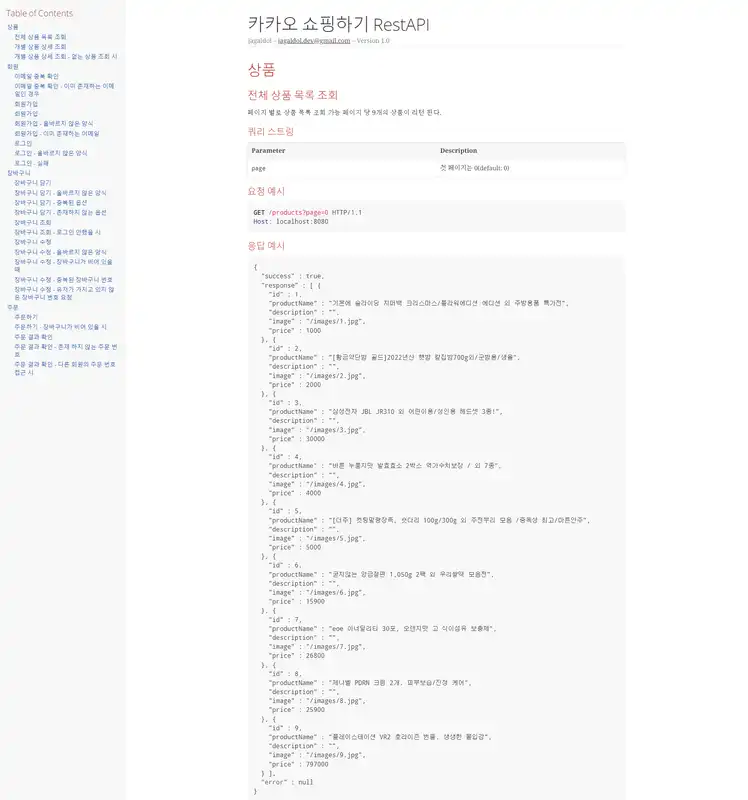 Table of Contents
상품
전체 상품 목록 조회
개별 상품 상세 조회
개별 상품 상세 조회 - 없는 상품 조회 시
회원
이메일 중복 확인
이메일 중복 확인 - 이미 존재하는 이메
일인 경우
회원가입
회원가입
회원가입 - 올바르지 않은 양식
회원가입 - 이미 존재하는 이메일
로그인
로그인 - 올바르지 않은 양식
로그인 - 실패
장바구니
장바구니 담기
장바구니 담기 - 올바르지 않은 양식
장바구니 담기 - 중복된 옵션
장바구니 담기 - 존재하지 않는 옵션
장바구니 조회
장바구니 조회 - 로그인 안했을 시
장바구니 수정
장바구니 수정 - 올바르지 않은 양식
장바구니 수정 - 장바구니가 비어 있을
때
장바구니 수정 - 중복된 장바구니 번호
장바구니 수정 - 유저가 가지고 있지 않
은 장바구니 번호 요청
주문
주문하기
주문하기 - 장바구니가 비어 있을 시
주문 결과 확인
주문 결과 확인 - 존재 하지 않는 주문 번
호
주문 결과 확인 - 다른 회원의 주문 번호
접근 시
카카오 쇼핑하기 RestAPI
jagaldol - jagaldol.dev@gmail.com - Version 1.0
상품
전체 상품 목록 조회
페이지 별로 상품 목록 조회 가능 페이지 당 9개의 상품이 리턴 된다.
쿼리 스트링
Parameter Description
page 첫 페이지는 0(default: 0)
요청 예시
GET /products?page=0 HTTP/1.1
Host: localhost:8080
응답 예시
{
"success" : true,
"response" : [ {
"id" : 1,
"productName" : "기본에 슬라이딩 지퍼백 크리스마스/플라워에디션 에디션 외 주방용품 특가전",
"description" : "",
"image" : "/images/1.jpg",
"price" : 1000
}, {
"id" : 2,
"productName" : "[황금약단밤 골드]2022년산 햇밤 칼집밤700g외/군밤용/생율",
"description" : "",
"image" : "/images/2.jpg",
"price" : 2000
}, {
"id" : 3,
"productName" : "삼성전자 JBL JR310 외 어린이용/성인용 헤드셋 3종!",
"description" : "",
"image" : "/images/3.jpg",
"price" : 30000
}, {
"id" : 4,
"productName" : "바른 누룽지맛 발효효소 2박스 역가수치보장 / 외 7종",
"description" : "",
"image" : "/images/4.jpg",
"price" : 4000
}, {
"id" : 5,
"productName" : "[더주] 컷팅말랑장족, 숏다리 100g/300g 외 주전부리 모음 /중독성 최고/마른안주",
"description" : "",
"image" : "/images/5.jpg",
"price" : 5000
}, {
"id" : 6,
"productName" : "굳지않는 앙금절편 1,050g 2팩 외 우리쌀떡 모음전",
"description" : "",
"image" : "/images/6.jpg",
"price" : 15900
}, {
"id" : 7,
"productName" : "eoe 이너딜리티 30포, 오렌지맛 고 식이섬유 보충제",
"description" : "",
"image" : "/images/7.jpg",
"price" : 26800
}, {
"id" : 8,
"productName" : "제나벨 PDRN 크림 2개. 피부보습/진정 케어",
"description" : "",
"image" : "/images/8.jpg",
"price" : 25900
}, {
"id" : 9,
"productName" : "플레이스테이션 VR2 호라이즌 번들. 생생한 몰입감",
"description" : "",
"image" : "/images/9.jpg",
"price" : 797000
} ],
"error" : null
}